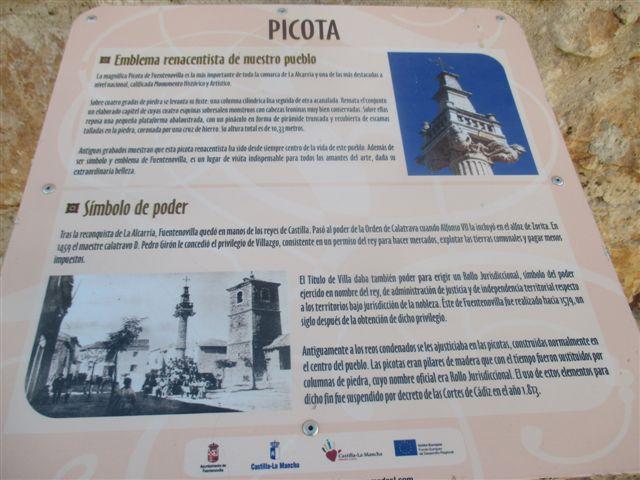 PICOTA
Emblema renacentista de nuestro pueblo
La magnífica Picota de Fuentenovilla es la más importante de toda la comarca de La Alcarria y una de las más destacadas a
nivel nacional, calificada Monumento Histórico y Artístico.
Sobre cuatro gradas de piedra se levanta su fuste: una columna cilíndrica lisa seguida de otra acanalada. Remata el conjunto
un elaborado capitel de cuyas cuatro esquinas sobresalen monstruos con cabezas leoninas muy bien conservadas. Sobre ellas
reposa una pequeña plataforma abalaustrada, con un pináculo en forma de pirámide truncada y recubierta de escamas
talladas en la piedra, coronada por una cruz de hierro. Su altura total es de 10,33 metros.
Antiguos grabados muestran que esta picota renacentista ha sido desde siempre centro de la vida de este pueblo. Además de
ser símbolo y emblema de Fuentenovilla, es un lugar de visita indispensable para todos los amantes del arte, dada su
extraordinaria belleza.
Símbolo de poder
Tras la reconquista de La Alcarria, Fuentenovilla quedó en manos de los reyes de Castilla. Pasó al poder de la Orden de Calatrava cuando Alfonso VII la incluyó en el alfoz de Zorita. En
1459 el maestre calatravo D. Pedro Girón le concedió el privilegio de Villazgo, consistente en un permiso del rey para hacer mercados, explotar las tierras comunales y pagar menos
impuestos.
El Título de Villa daba también poder para erigir un Rollo Jurisdiccional, símbolo del poder
ejercido en nombre del rey, de administración de justicia y de independencia territorial respecto
a los territorios bajo jurisdicción de la nobleza. Éste de Fuentenovilla fue realizado hacia 1579, un
siglo después de la obtención de dicho privilegio.
Antiguamente a los reos condenados se les ajusticiaba en las picotas, construidas normalmente en
el centro del pueblo. Las picotas eran pilares de madera que con el tiempo fueron sustituidos por
columnas de piedra, cuyo nombre oficial era Rollo Jurisdiccional. El uso de estos elementos para
dicho fin fue suspendido por decreto de las Cortes de Cádiz en el año 1.813.
Ayuntamiento
de Fuentenovilla
Castilla-La Mancha
Castilla-La Mancha
Unión Europea
Fondo Europeo
de Desarrollo Regional